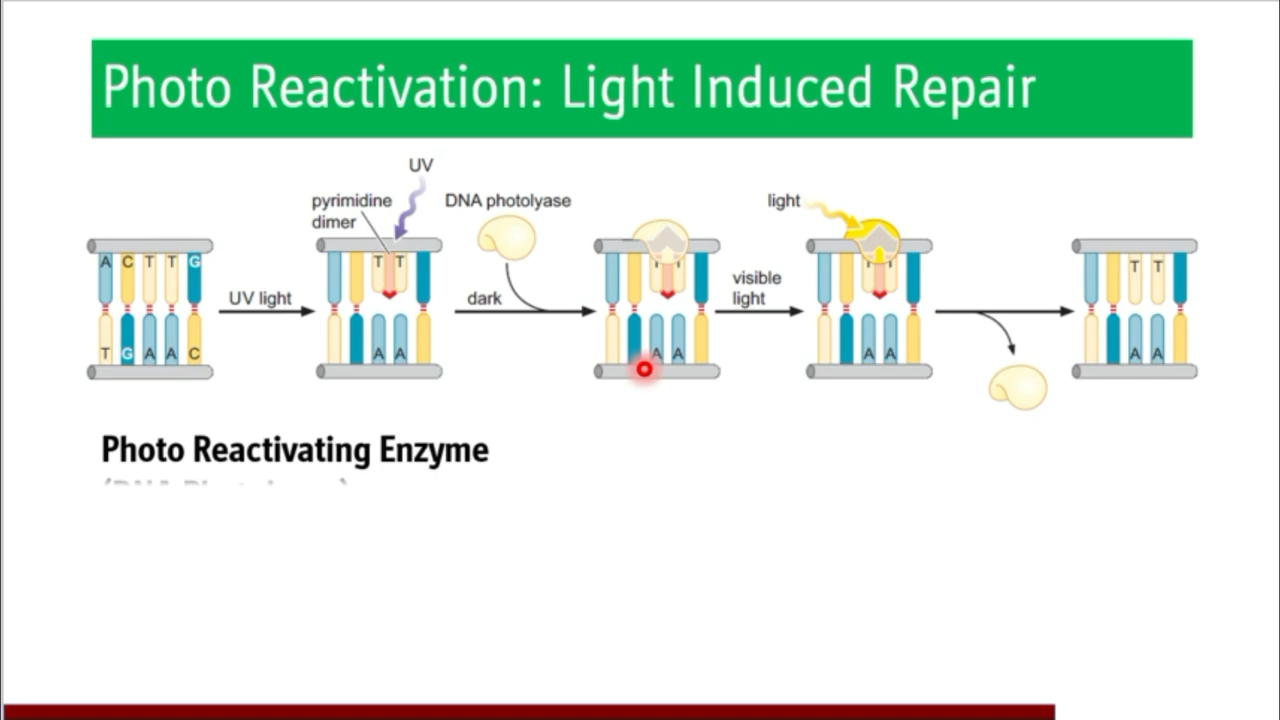 Photo Reactivation: Light Induced Repair
UV
pyrimidine
dimer
DNA photolyase
light
A C T T G
T T
T T
UV light
dark
visible
light
T G A A C
A A
A A
A A
A A
Photo Reactivating Enzyme